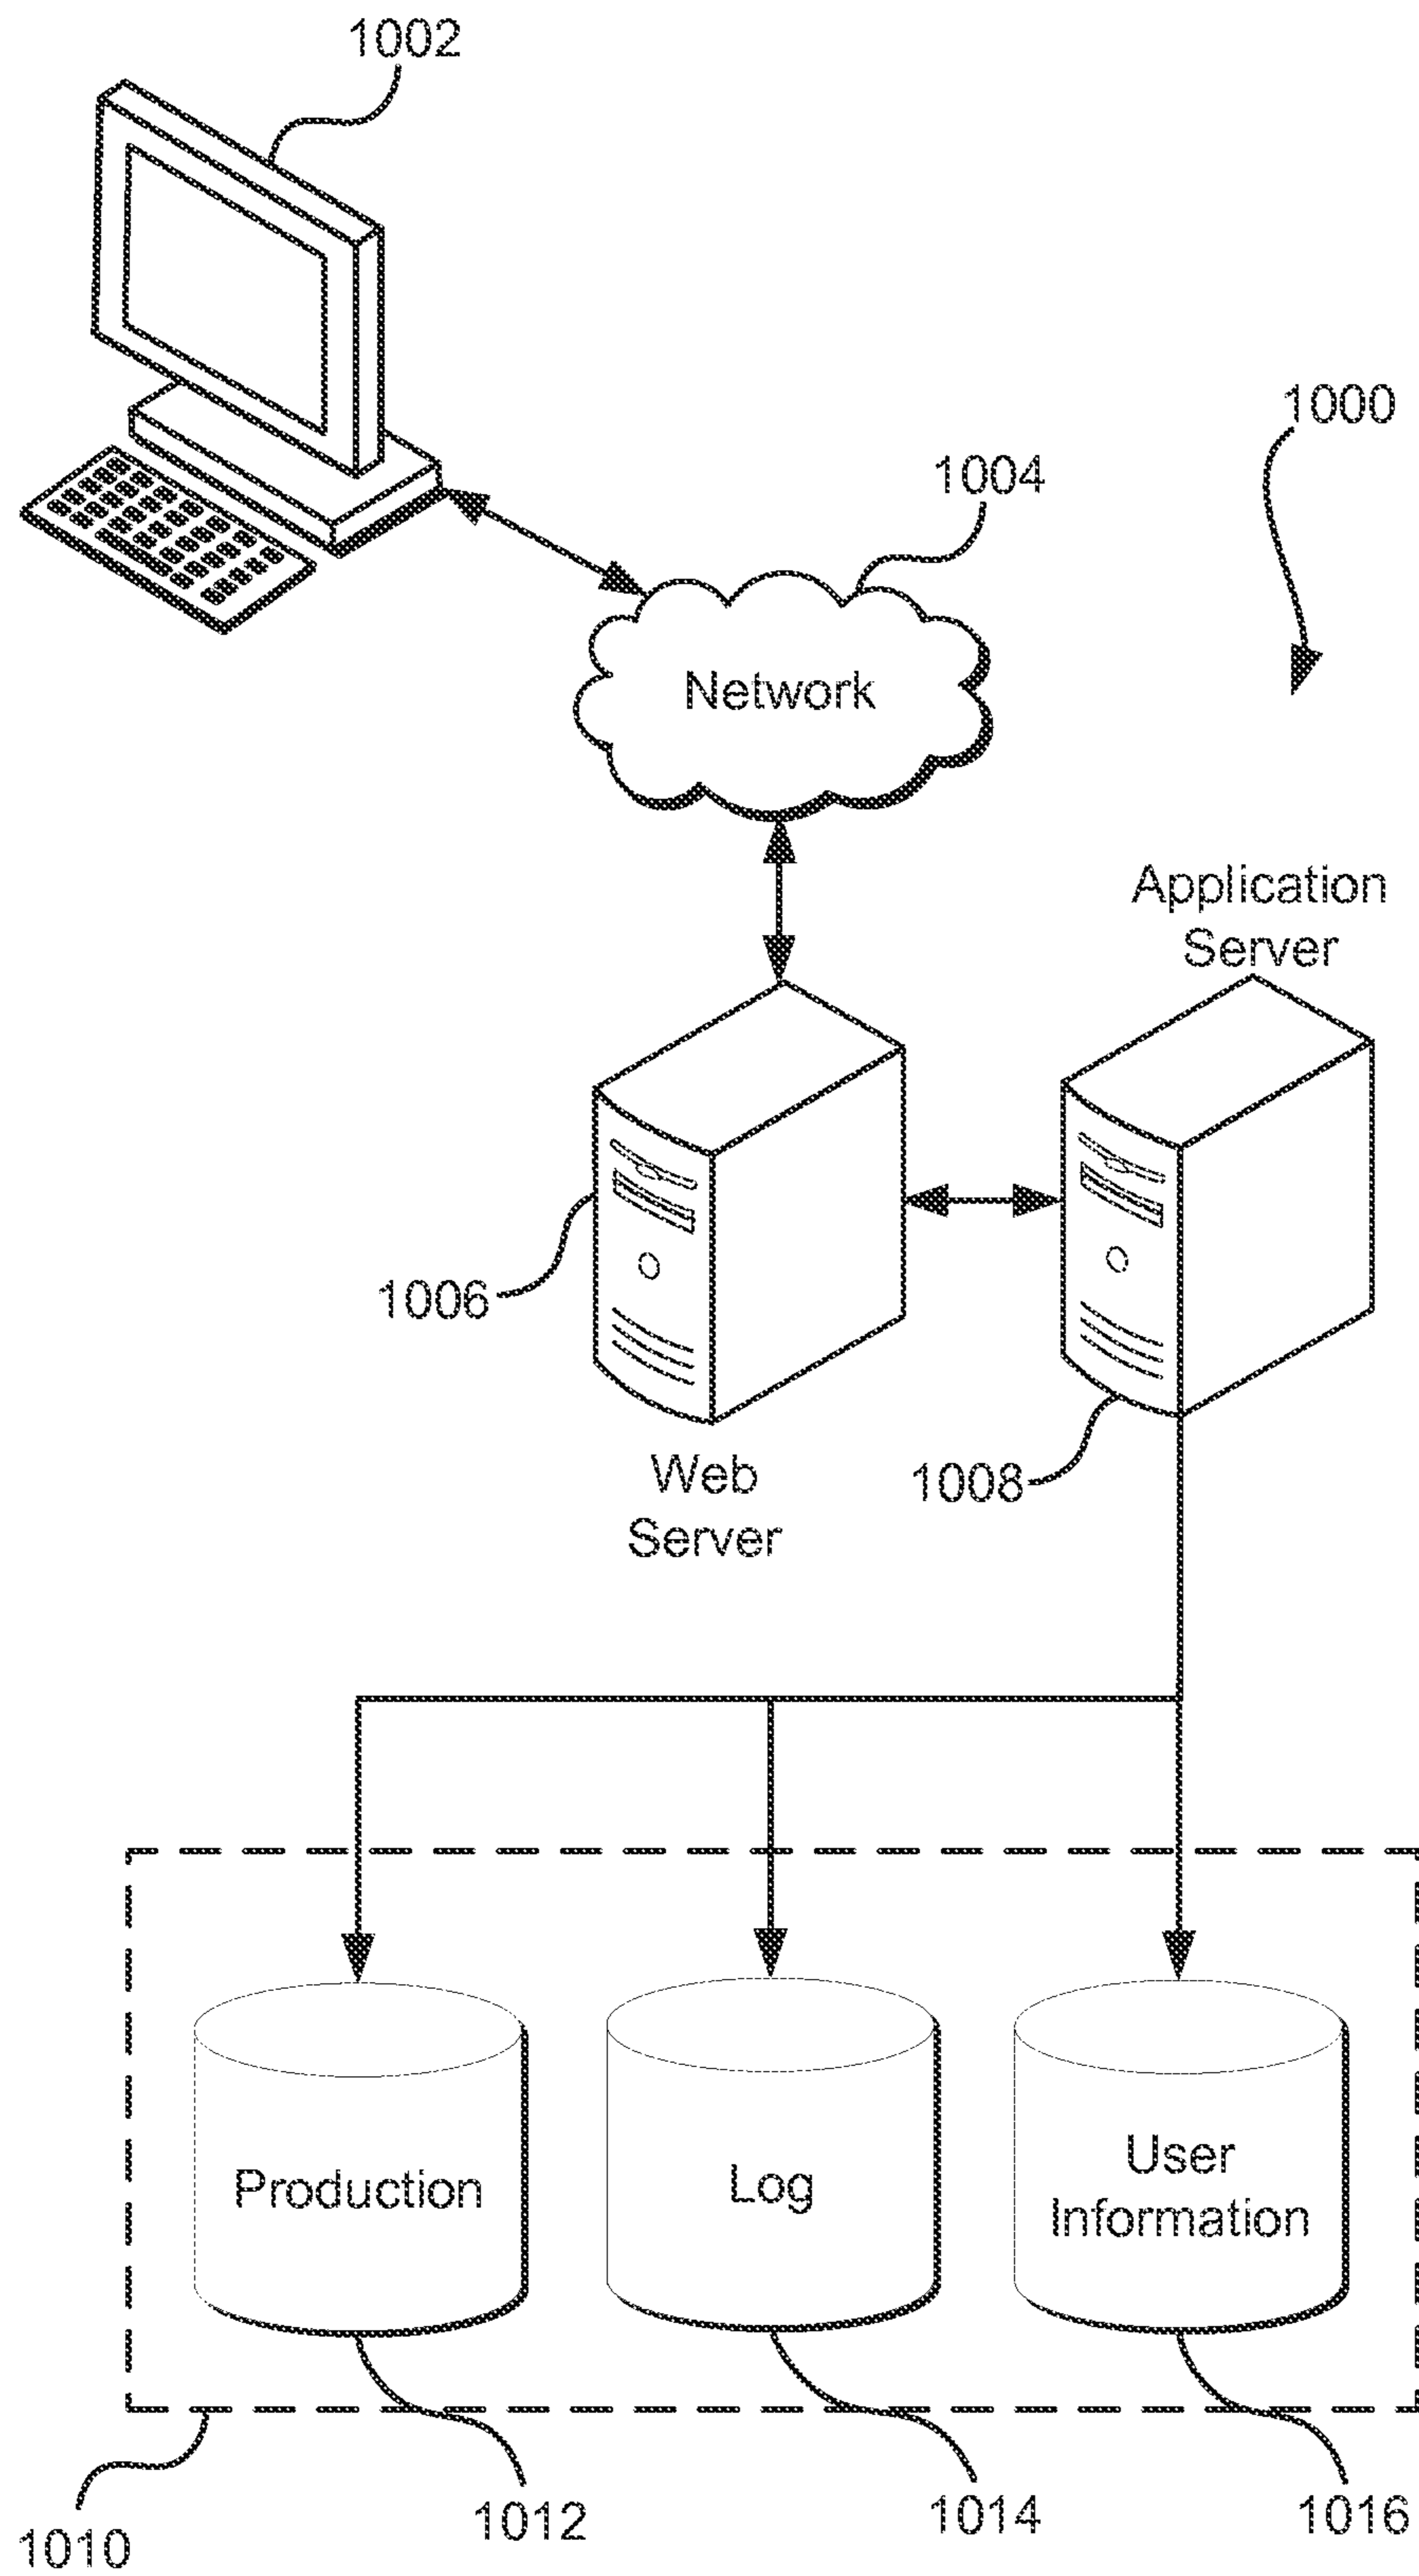 1002
1000
1004
Network
Application
Server
1006
Web
Server
1008
Production
Log
User
Information
1010
1012
1014
1016